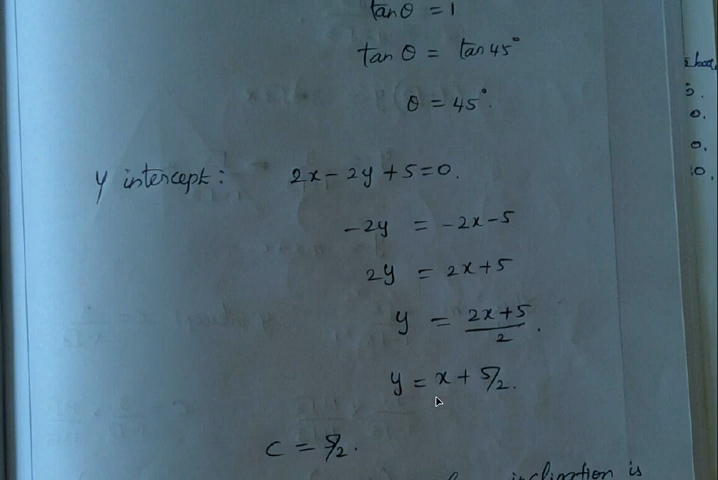 tanθ = 1
tan θ = tan 45°
θ = 45°.
y intercept: 2x - 2y + 5 = 0.
-2y = -2x - 5
2y = 2x + 5
y = (2x + 5)/2.
y = x + 5/2.
c = 5/2.
inclination is